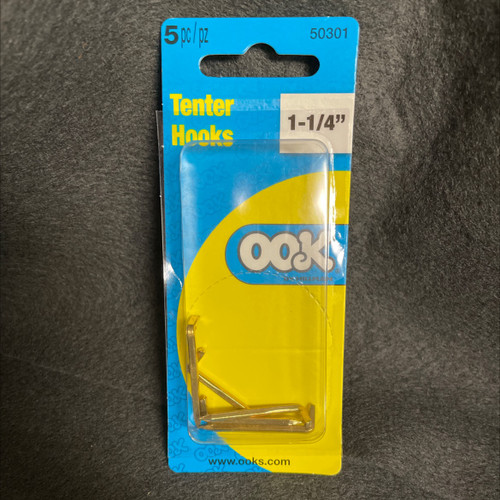 5 pc / pz 50301
Tenter
Hooks
1-1/4”
OOK
www.ooks.com